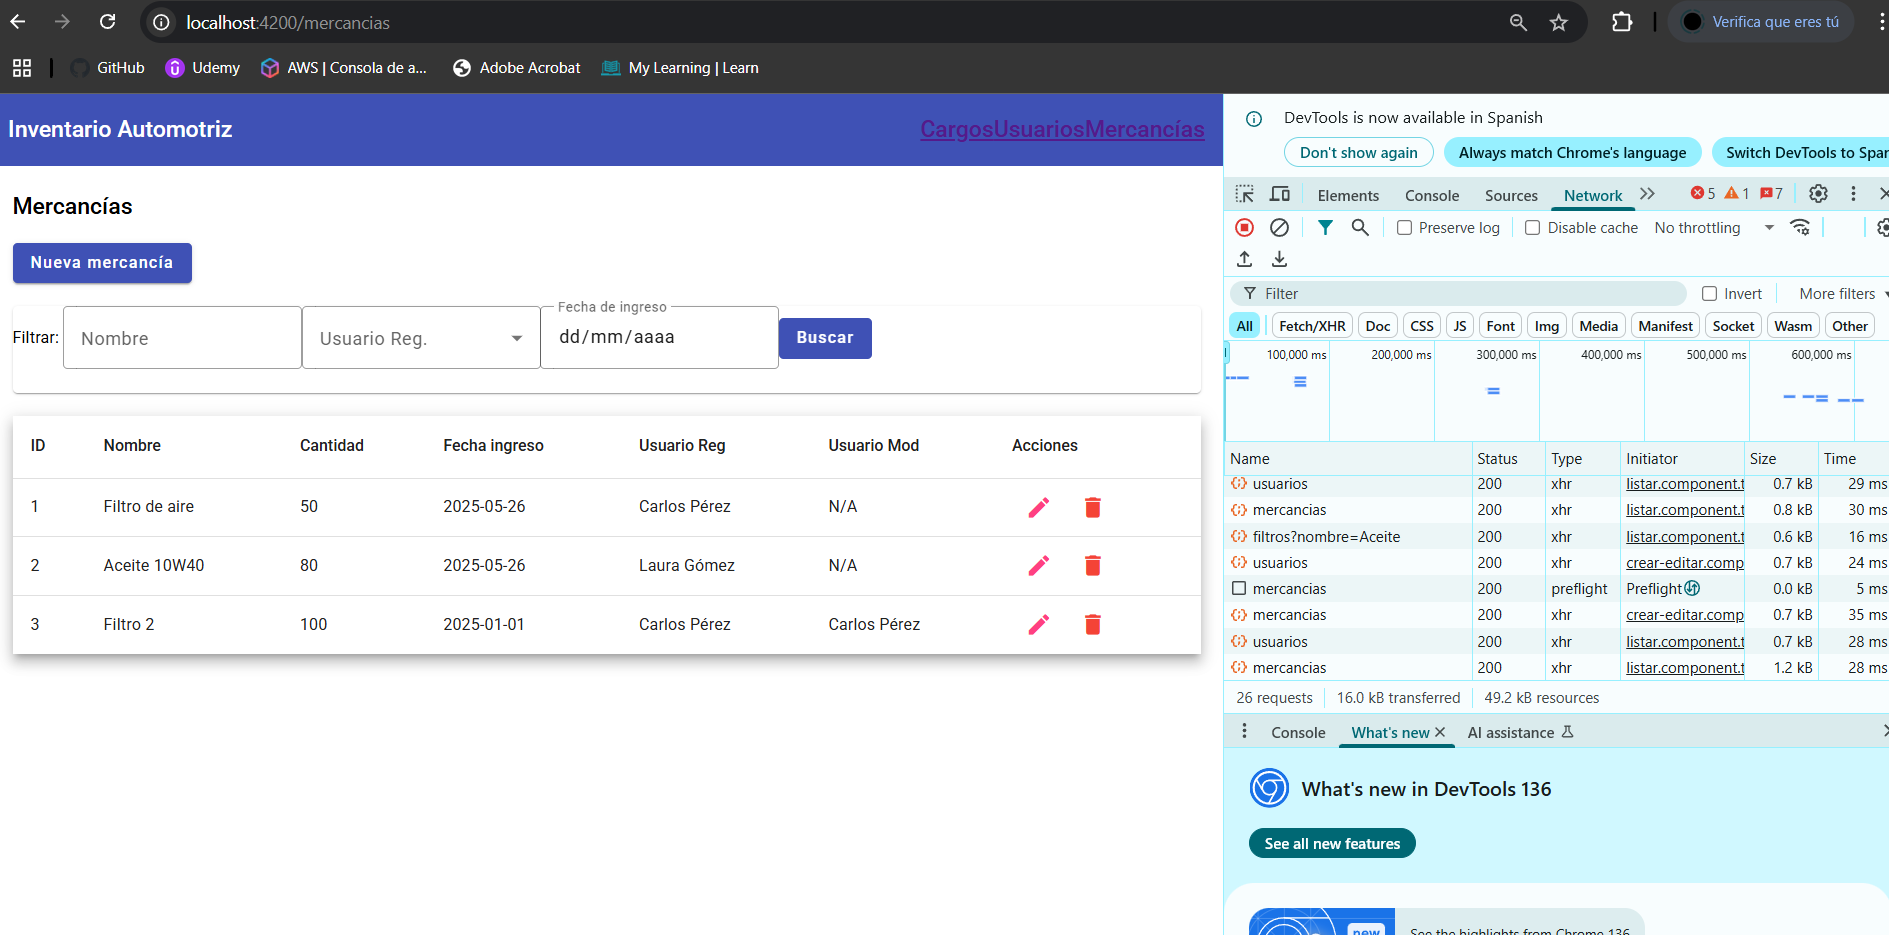 localhost:4200/mercancias
Verifica que eres tú
GitHub Udemy AWS | Consola de a... Adobe Acrobat My Learning | Learn
Inventario Automotriz
CargosUsuariosMercancías
Mercancías
Nueva mercancía
Filtrar: Nombre Usuario Reg. Fecha de ingreso dd/mm/aaaa Buscar
ID Nombre Cantidad Fecha ingreso Usuario Reg Usuario Mod Acciones
1 Filtro de aire 50 2025-05-26 Carlos Pérez N/A
2 Aceite 10W40 80 2025-05-26 Laura Gómez N/A
3 Filtro 2 100 2025-01-01 Carlos Pérez Carlos Pérez
DevTools is now available in Spanish
Don't show again Always match Chrome's language Switch DevTools to Spar
Elements Console Sources Network 5 1 7
Preserve log Disable cache No throttling
Filter Invert More filters
All Fetch/XHR Doc CSS JS Font Img Media Manifest Socket Wasm Other
100,000 ms 200,000 ms 300,000 ms 400,000 ms 500,000 ms 600,000 ms
Name Status Type Initiator Size Time
usuarios 200 xhr listar.component.t 0.7 kB 29 ms
mercancias 200 xhr listar.component.t 0.8 kB 30 ms
filtros?nombre=Aceite 200 xhr listar.component.t 0.6 kB 16 ms
usuarios 200 xhr crear-editar.comp 0.7 kB 24 ms
mercancias 200 preflight Preflight 0.0 kB 5 ms
mercancias 200 xhr crear-editar.comp 0.7 kB 35 ms
usuarios 200 xhr listar.component.t 0.7 kB 28 ms
mercancias 200 xhr listar.component.t 1.2 kB 28 ms
26 requests 16.0 kB transferred 49.2 kB resources
Console What's new AI assistance
What's new in DevTools 136
See all new features
new
See the highlights from Chrome 136